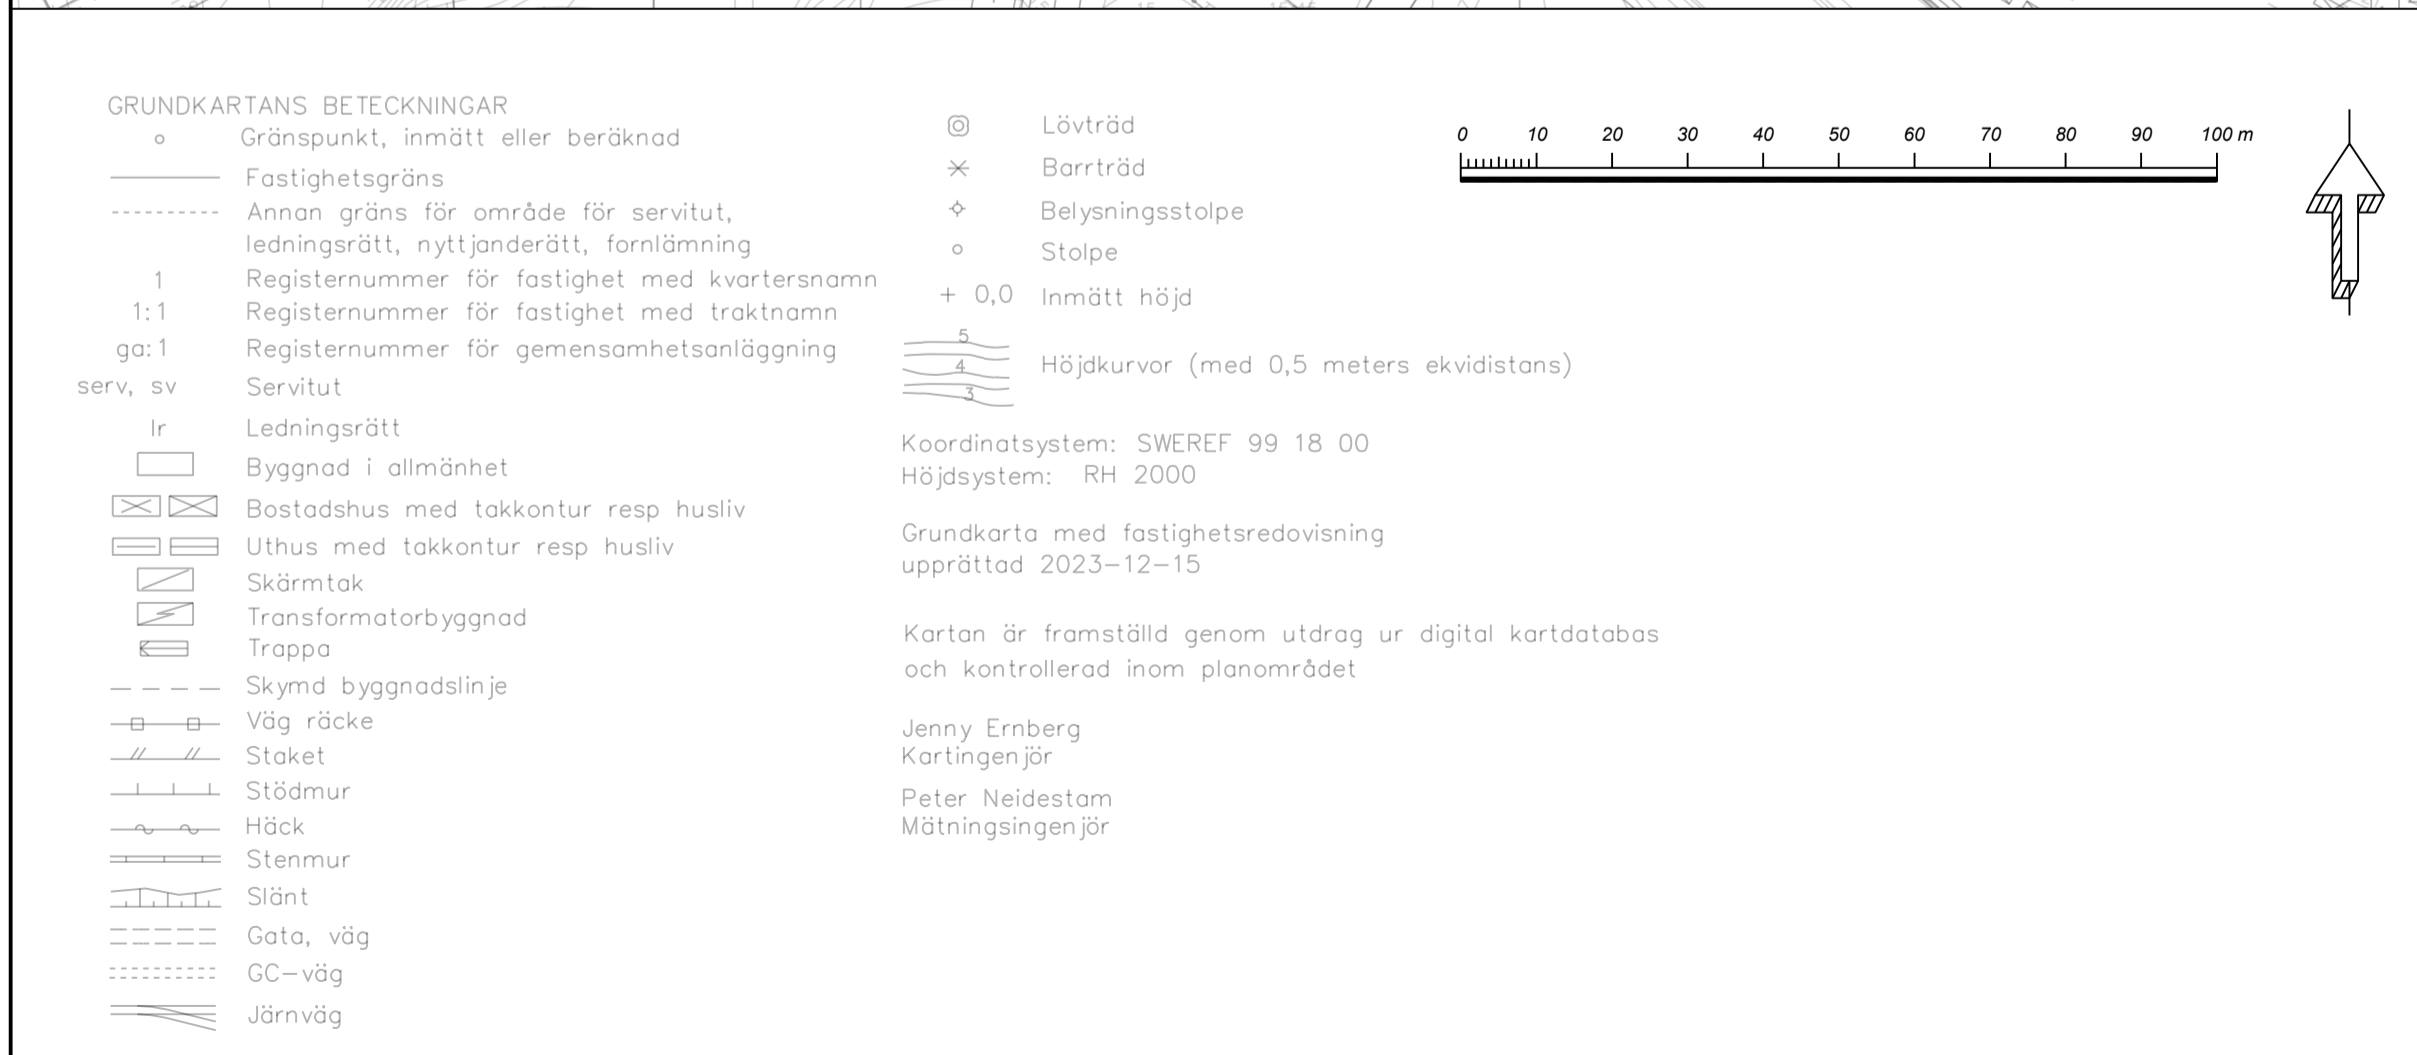 GRUNDKARTANS BETECKNINGAR
Gränspunkt, inmätt eller beräknad
Fastighetsgräns
Annan gräns för område för servitut,
ledningsrätt, nyttjanderätt, fornlämning
1 Registernummer för fastighet med kvartersnamn
1:1 Registernummer för fastighet med traktnamn
ga:1 Registernummer för gemensamhetsanläggning
serv, sv Servitut
lr Ledningsrätt
Byggnad i allmänhet
Bostadshus med takkontur resp husliv
Uthus med takkontur resp husliv
Skärmtak
Transformatorbyggnad
Trappa
Skymd byggnadslinje
Väg räcke
Staket
Stödmur
Häck
Stenmur
Slänt
Gata, väg
GC-väg
Järnväg
Lövträd
Barrträd
Belysningsstolpe
Stolpe
+ 0,0 Inmätt höjd
5
4 Höjdkurvor (med 0,5 meters ekvidistans)
3
Koordinatsystem: SWEREF 99 18 00
Höjdsystem: RH 2000
Grundkarta med fastighetsredovisning
upprättad 2023-12-15
Kartan är framställd genom utdrag ur digital kartdatabas
och kontrollerad inom planområdet
Jenny Ernberg
Kartingenjör
Peter Neidestam
Mätningsingenjör
0 10 20 30 40 50 60 70 80 90 100 m